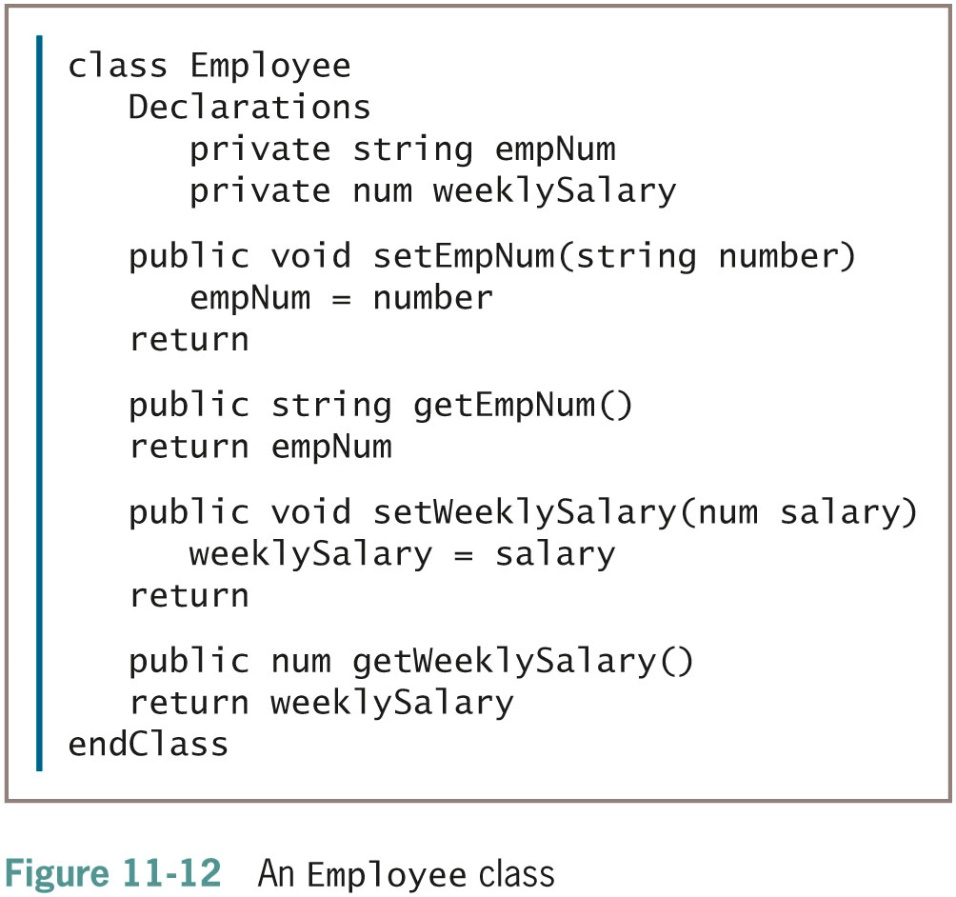 class Employee
Declarations
private string empNum
private num weeklySalary
public void setEmpNum(string number)
empNum = number
return
public string getEmpNum()
return empNum
public void setWeeklySalary(num salary)
weeklySalary = salary
return
public num getWeeklySalary()
return weeklySalary
endClass
Figure 11-12 An Employee class